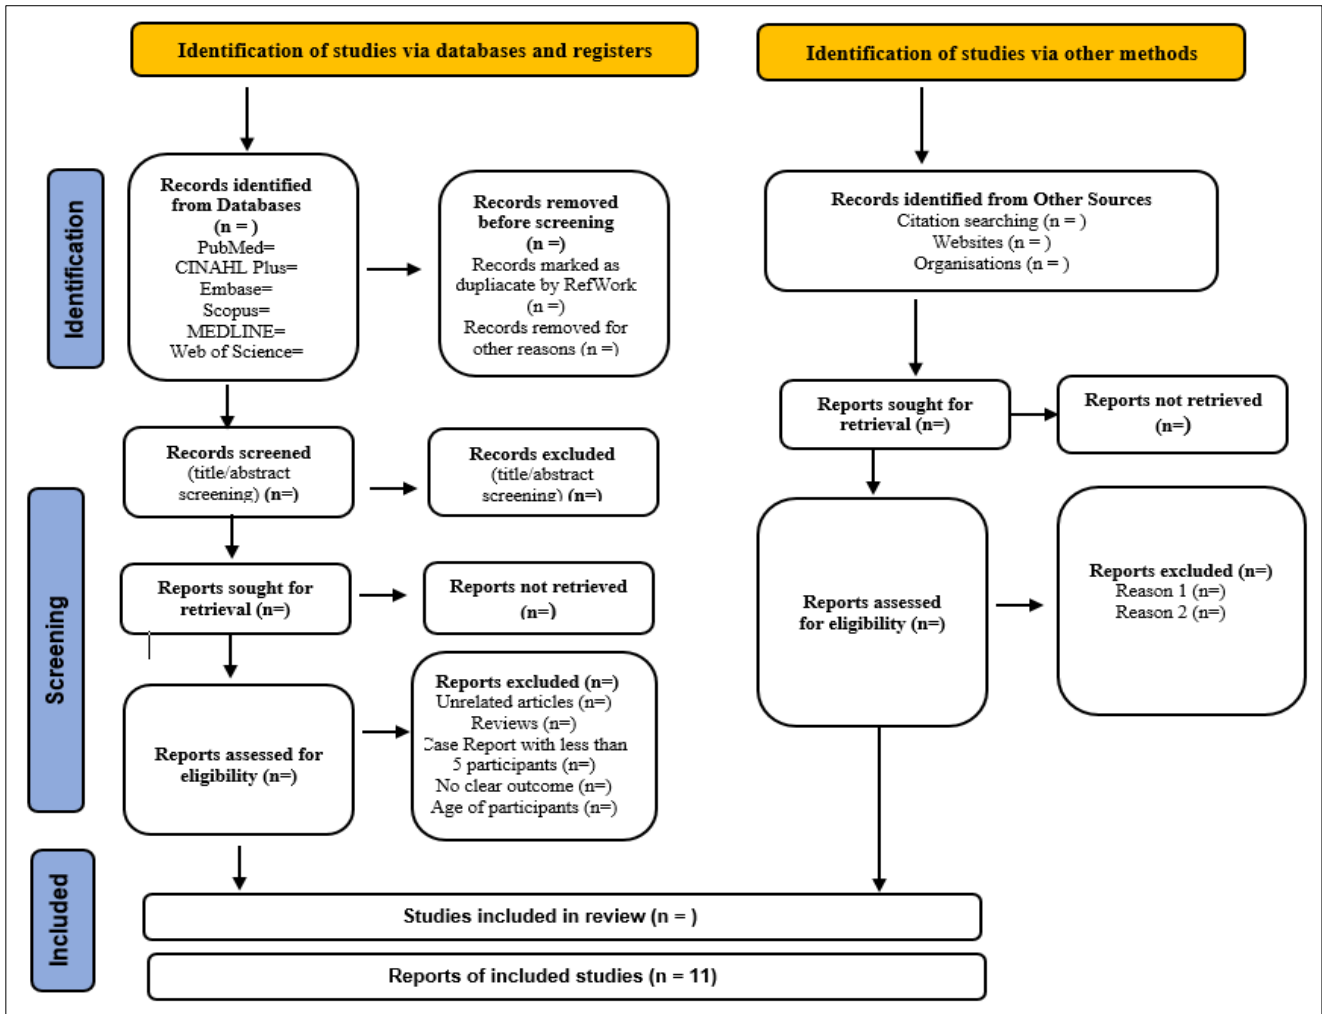 Identification of studies via databases and registers
Identification of studies via other methods
Identification
Records identified
from Databases
(n = )
PubMed=
CINAHL Plus=
Embase=
Scopus=
MEDLINE=
Web of Science=
Records removed
before screening
(n =)
Records marked as
dupliacate by RefWork
(n =)
Records removed for
other reasons (n =)
Records identified from Other Sources
Citation searching (n = )
Websites (n = )
Organisations (n = )
Reports sought for
retrieval (n=)
Reports not retrieved
(n=)
Screening
Records screened
(title/abstract
screening) (n=)
Records excluded
(title/abstract
screening) (n=)
Reports sought for
retrieval (n=)
Reports not retrieved
(n=)
Reports assessed for
eligibility (n=)
Reports excluded (n=)
Unrelated articles (n=)
Reviews (n=)
Case Report with less than
5 participants (n=)
No clear outcome (n=)
Age of participants (n=)
Reports assessed
for eligibility (n=)
Reports excluded (n=)
Reason 1 (n=)
Reason 2 (n=)
Included
Studies included in review (n = )
Reports of included studies (n = 11)